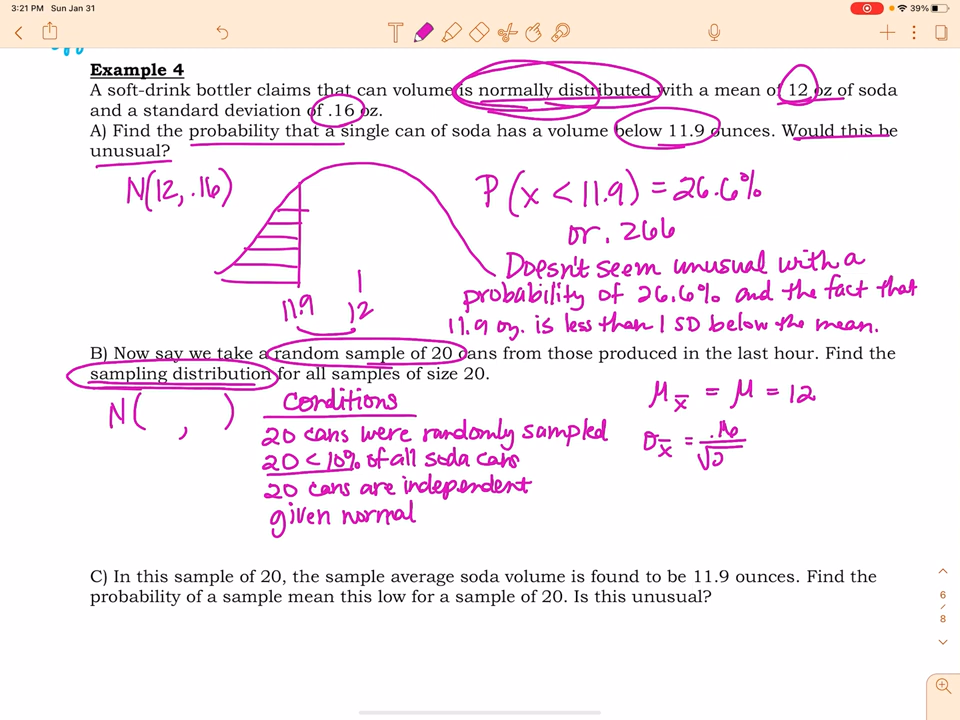 3:21 PM Sun Jan 31
39%
Example 4
A soft-drink bottler claims that can volume is normally distributed with a mean of 12 oz of soda
and a standard deviation of .16 oz.
A) Find the probability that a single can of soda has a volume below 11.9 ounces. Would this be
unusual?
N(12, .16)
P(x < 11.9) = 26.6%
or .266
Doesn't seem unusual with a
probability of 26.6% and the fact that
11.9 oz. is less than 1 SD below the mean.
11.9 12
B) Now say we take a random sample of 20 cans from those produced in the last hour. Find the
sampling distribution for all samples of size 20.
N( , )
Conditions
20 cans were randomly sampled
20 < 10% of all soda cans
20 cans are independent
given normal
μx̄ = μ = 12
σx̄ = .16/√2
C) In this sample of 20, the sample average soda volume is found to be 11.9 ounces. Find the
probability of a sample mean this low for a sample of 20. Is this unusual?
6
/
8